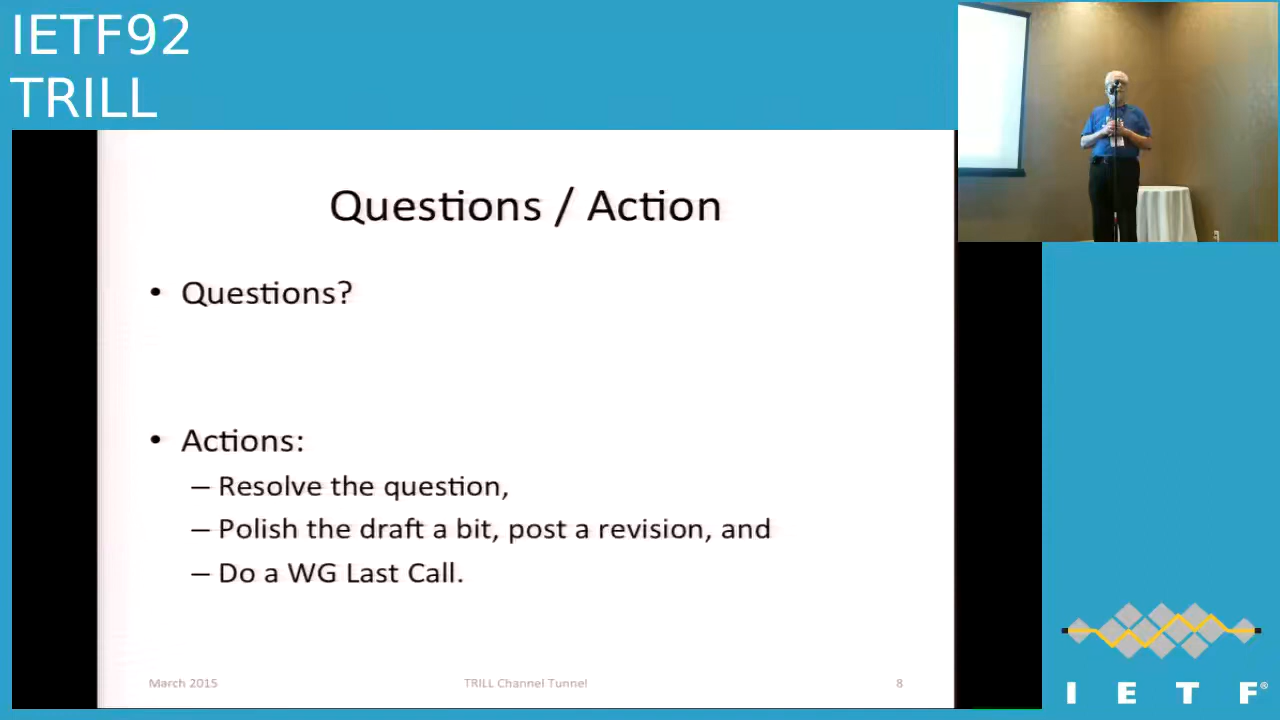 IETF92
TRILL
Questions / Action
• Questions?
• Actions:
– Resolve the question,
– Polish the draft a bit, post a revision, and
– Do a WG Last Call.
March 2015
TRILL Channel Tunnel
8
I E T F®